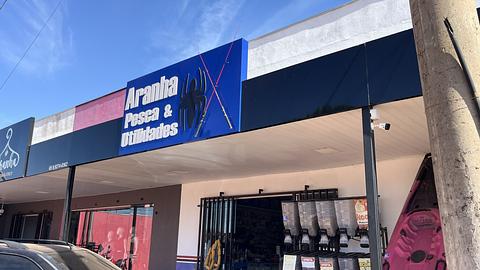 Aranha
Pesca &
Utilidades